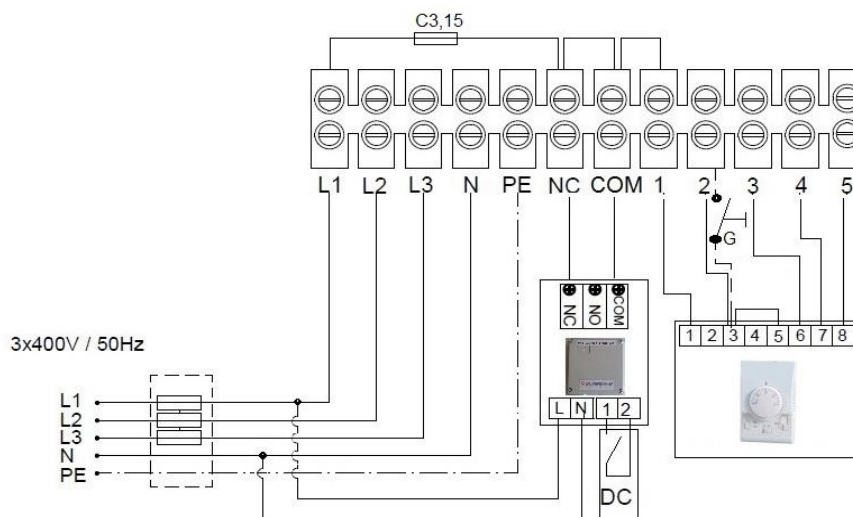 C3,15
L1 L2 L3 N PE NC COM 1 2 3 4 5
G
NC NO COM
1 2 3 4 5 6 7 8
3x400V / 50Hz
L1
L2
L3
N
PE
L N 1 2
DC